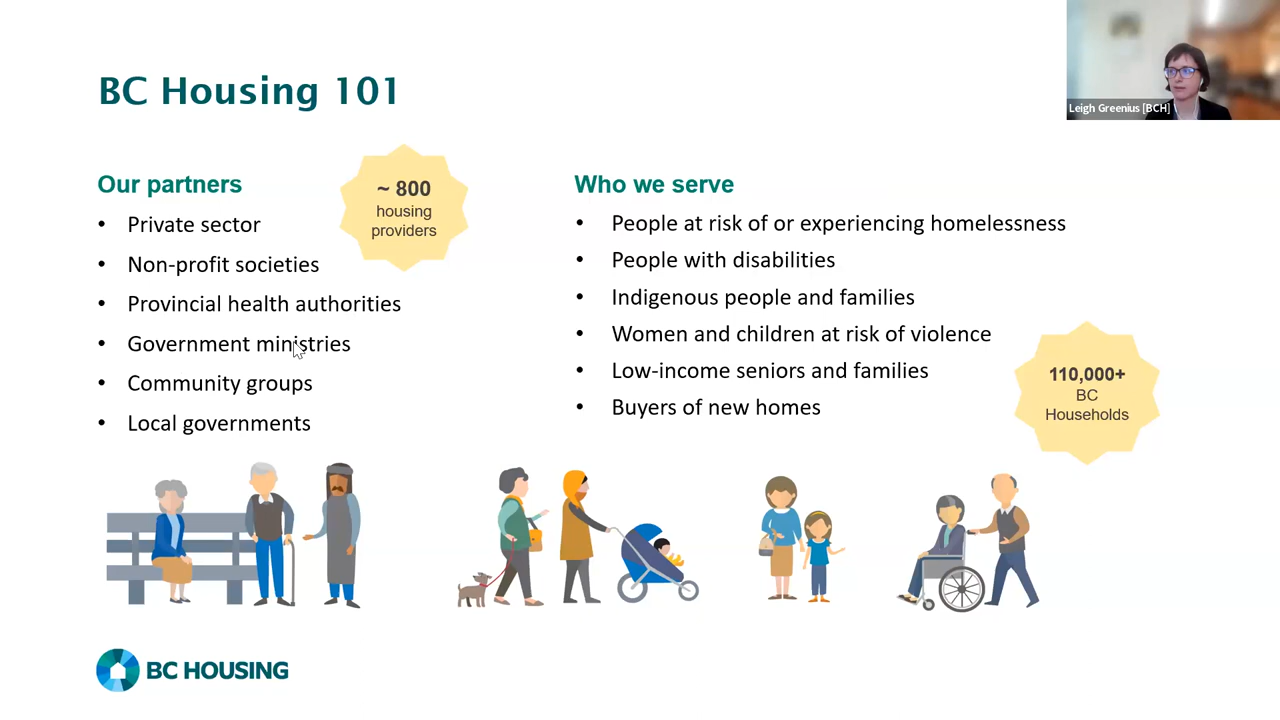 BC Housing 101
Leigh Greenius [BCH]
Our partners
• Private sector
• Non-profit societies
• Provincial health authorities
• Government ministries
• Community groups
• Local governments
~ 800
housing
providers
Who we serve
• People at risk of or experiencing homelessness
• People with disabilities
• Indigenous people and families
• Women and children at risk of violence
• Low-income seniors and families
• Buyers of new homes
110,000+
BC
Households
BC HOUSING